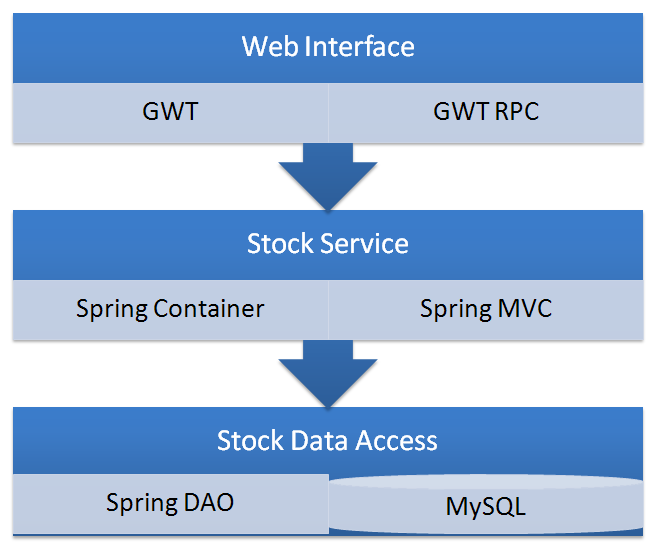 Web Interface
GWT
GWT RPC
Stock Service
Spring Container
Spring MVC
Stock Data Access
Spring DAO
MySQL